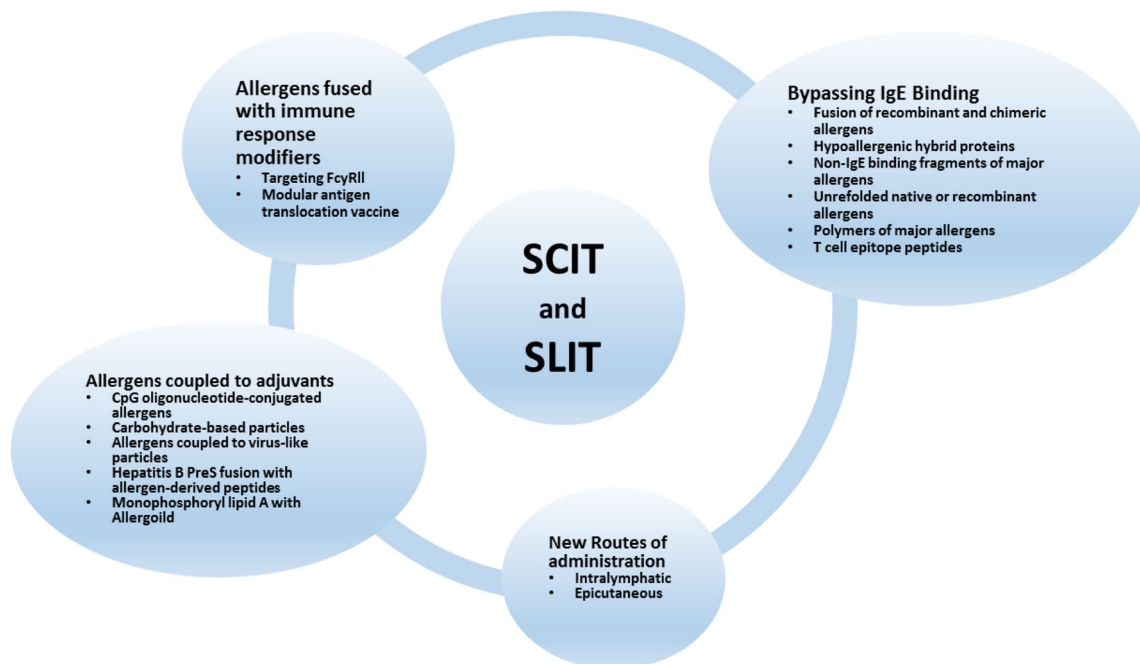 Allergens fused
with immune
response
modifiers
• Targeting FcyRll
• Modular antigen
translocation vaccine
Bypassing IgE Binding
• Fusion of recombinant and chimeric
allergens
• Hypoallergenic hybrid proteins
• Non-IgE binding fragments of major
allergens
• Unrefolded native or recombinant
allergens
• Polymers of major allergens
• T cell epitope peptides
SCIT
and
SLIT
Allergens coupled to adjuvants
• CpG oligonucleotide-conjugated
allergens
• Carbohydrate-based particles
• Allergens coupled to virus-like
particles
• Hepatitis B PreS fusion with
allergen-derived peptides
• Monophosphoryl lipid A with
Allergoild
New Routes of
administration
• Intralymphatic
• Epicutaneous